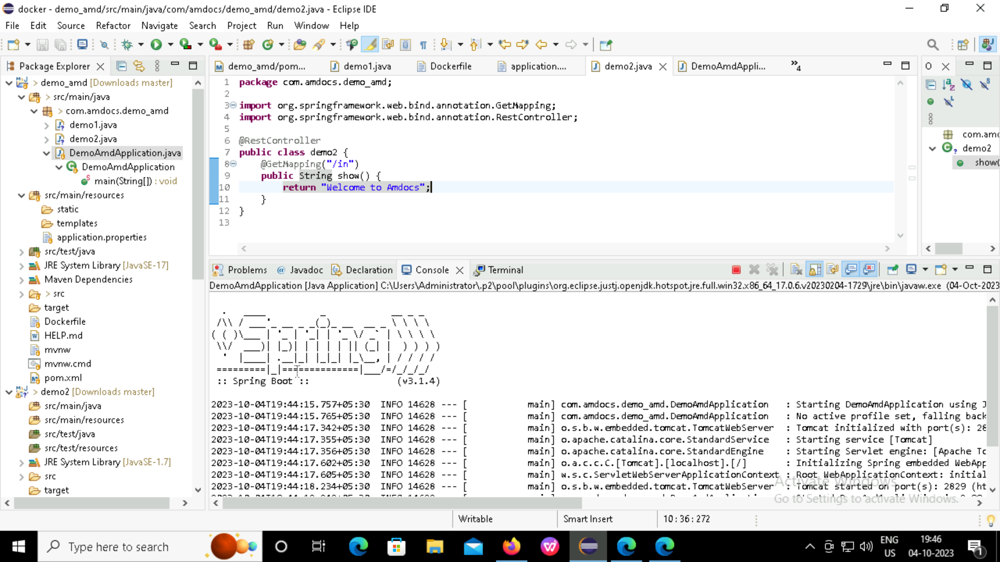 docker - demo_amd/src/main/java/com/amdocs/demo_amd/demo2.java - Eclipse IDE
File Edit Source Refactor Navigate Search Project Run Window Help
Package Explorer
demo_amd/pom... demo1.java Dockerfile application.... demo2.java DemoAmdAppli... »4
O
> demo_amd [Downloads master]
> src/main/java
> com.amdocs.demo_amd
demo1.java
demo2.java
DemoAmdApplication.java
DemoAmdApplication
main(String[]) : void
src/main/resources
static
templates
application.properties
src/test/java
JRE System Library [JavaSE-17]
Maven Dependencies
> src
target
Dockerfile
HELP.md
mvnw
mvnw.cmd
pom.xml
> demo2 [Downloads master]
src/main/java
src/main/resources
src/test/java
src/test/resources
JRE System Library [JavaSE-1.7]
src
target
1 package com.amdocs.demo_amd;
2
3 import org.springframework.web.bind.annotation.GetMapping;
4 import org.springframework.web.bind.annotation.RestController;
5
6 @RestController
7 public class demo2 {
8 @GetMapping("/in")
9 public String show() {
10 return "Welcome to Amdocs";
11 }
12 }
13
com.amd
demo2
show(
Problems @ Javadoc Declaration Console Terminal
DemoAmdApplication [Java Application] C:\Users\Administrator\.p2\pool\plugins\org.eclipse.justj.openjdk.hotspot.jre.full.win32.x86_64_17.0.6.v20230204-1729\jre\bin\javaw.exe (04-Oct-2023
Spring
:: Spring Boot :: (v3.1.4)
2023-10-04T19:44:15.757+05:30 INFO 14628 --- [ main] com.amdocs.demo_amd.DemoAmdApplication : Starting DemoAmdApplication using J
2023-10-04T19:44:15.765+05:30 INFO 14628 --- [ main] com.amdocs.demo_amd.DemoAmdApplication : No active profile set, falling back
2023-10-04T19:44:17.342+05:30 INFO 14628 --- [ main] o.s.b.w.embedded.tomcat.TomcatWebServer : Tomcat initialized with port(s): 28
2023-10-04T19:44:17.355+05:30 INFO 14628 --- [ main] o.apache.catalina.core.StandardService : Starting service [Tomcat]
2023-10-04T19:44:17.356+05:30 INFO 14628 --- [ main] o.apache.catalina.core.StandardEngine : Starting Servlet engine: [Apache To
2023-10-04T19:44:17.602+05:30 INFO 14628 --- [ main] o.a.c.c.C.[Tomcat].[localhost].[/] : Initializing Spring embedded WebApp
2023-10-04T19:44:17.605+05:30 INFO 14628 --- [ main] w.s.c.ServletWebServerApplicationContext : Root WebApplicationContext: initial
2023-10-04T19:44:18.234+05:30 INFO 14628 --- [ main] o.s.b.w.embedded.tomcat.TomcatWebServer : Tomcat started on port(s): 2829 (ht
Activate Windows
Go to Settings to activate Windows.
Writable Smart Insert 10 : 36 : 272
Type here to search
ENG
US
19:46
04-10-2023
1